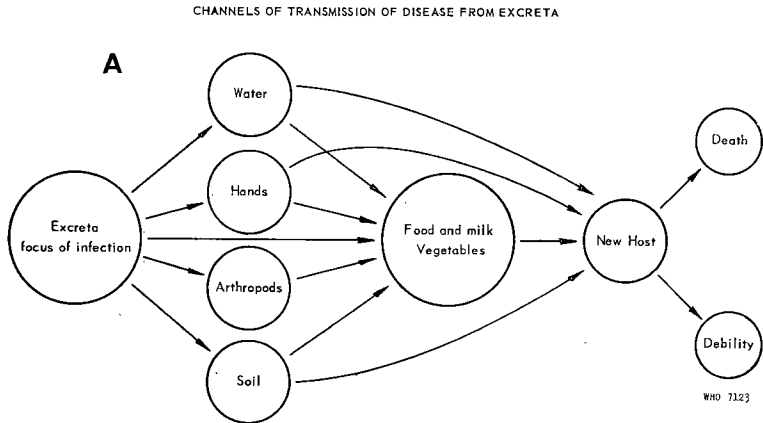 CHANNELS OF TRANSMISSION OF DISEASE FROM EXCRETA
A
Water
Hands
Excreta
focus of infection
Arthropods
Soil
Food and milk
Vegetables
New Host
Death
Debility
WHO 7123